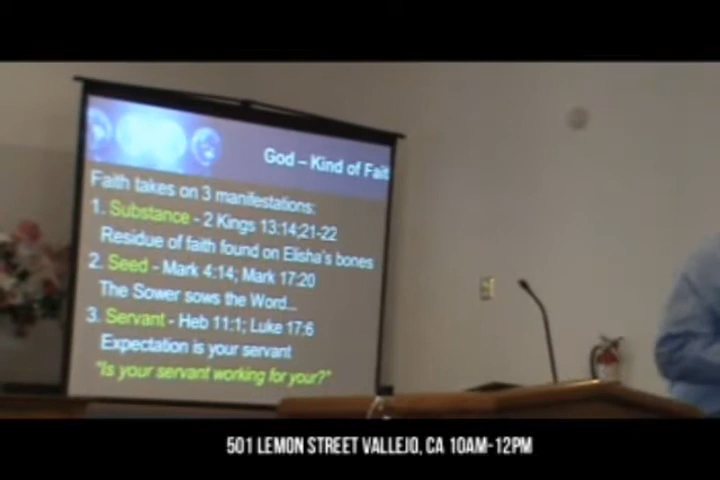 God – Kind of Fait
Faith takes on 3 manifestations:
1. Substance - 2 Kings 13:14;21-22
Residue of faith found on Elisha's bones
2. Seed - Mark 4:14; Mark 17:20
The Sower sows the Word...
3. Servant - Heb 11:1; Luke 17:6
Expectation is your servant
"Is your servant working for your?"
501 LEMON STREET VALLEJO, CA 10AM-12PM